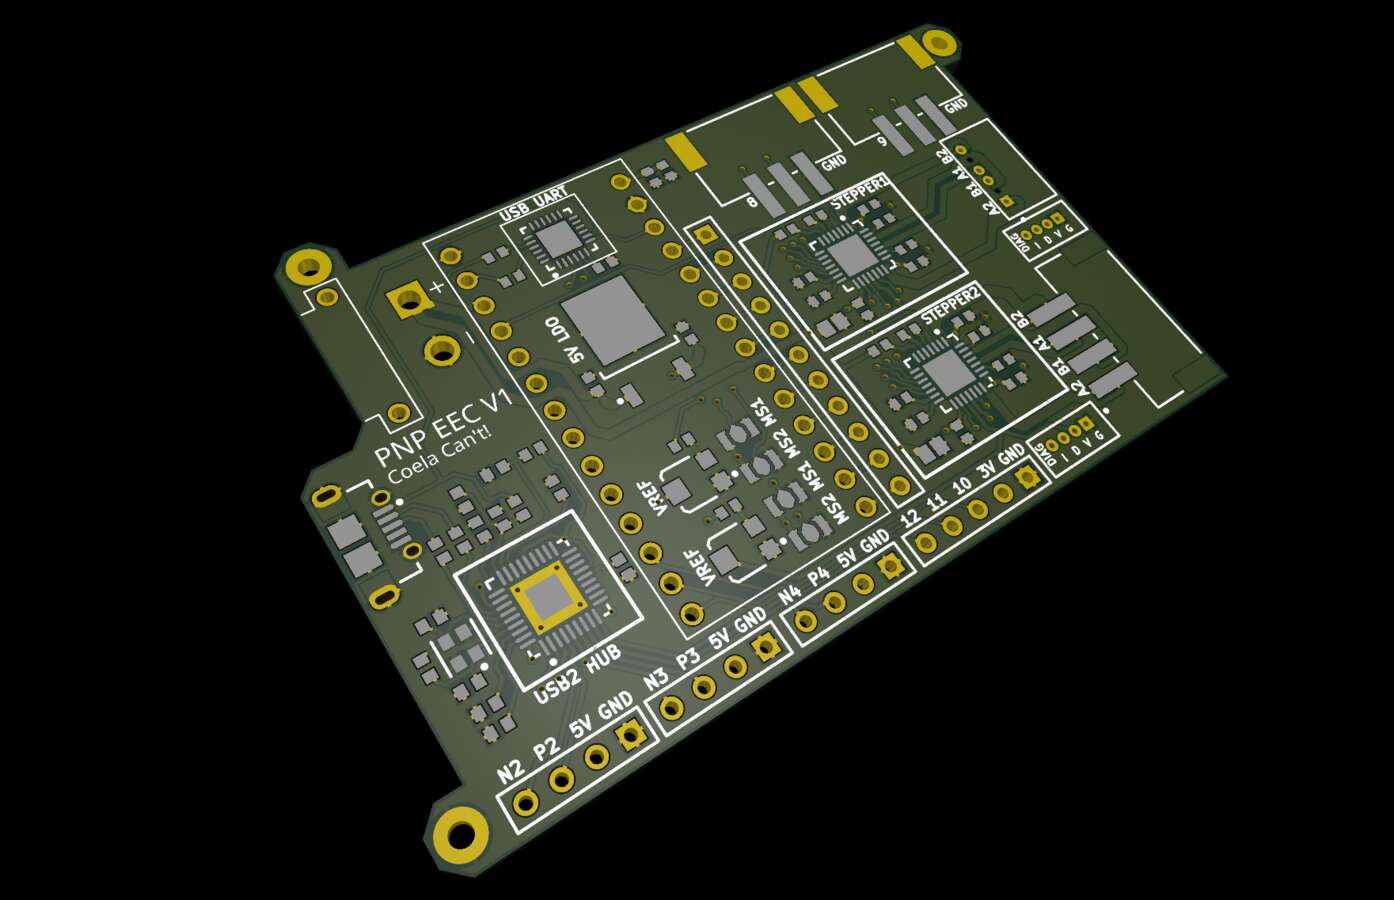 GND
9
GND
8
B2
A1
B1
A2
DIAG
I D V G
USB UART
STEPPER1
5V LDO
STEPPER2
B2
A1
B1
A2
+
PNP EEC V1
Coela Can't!
MS1
MS2
MS1
MS2
VREF
VREF
DIAG
I D V G
12 11 10 3V GND
N4 P4 5V GND
N3 P3 5V GND
USB2 HUB
N2 P2 5V GND